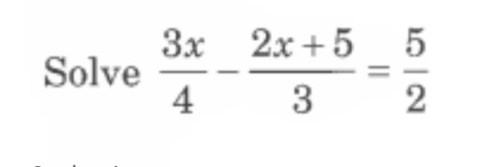 Solve 3x/4 − (2x + 5)/3 = 5/2